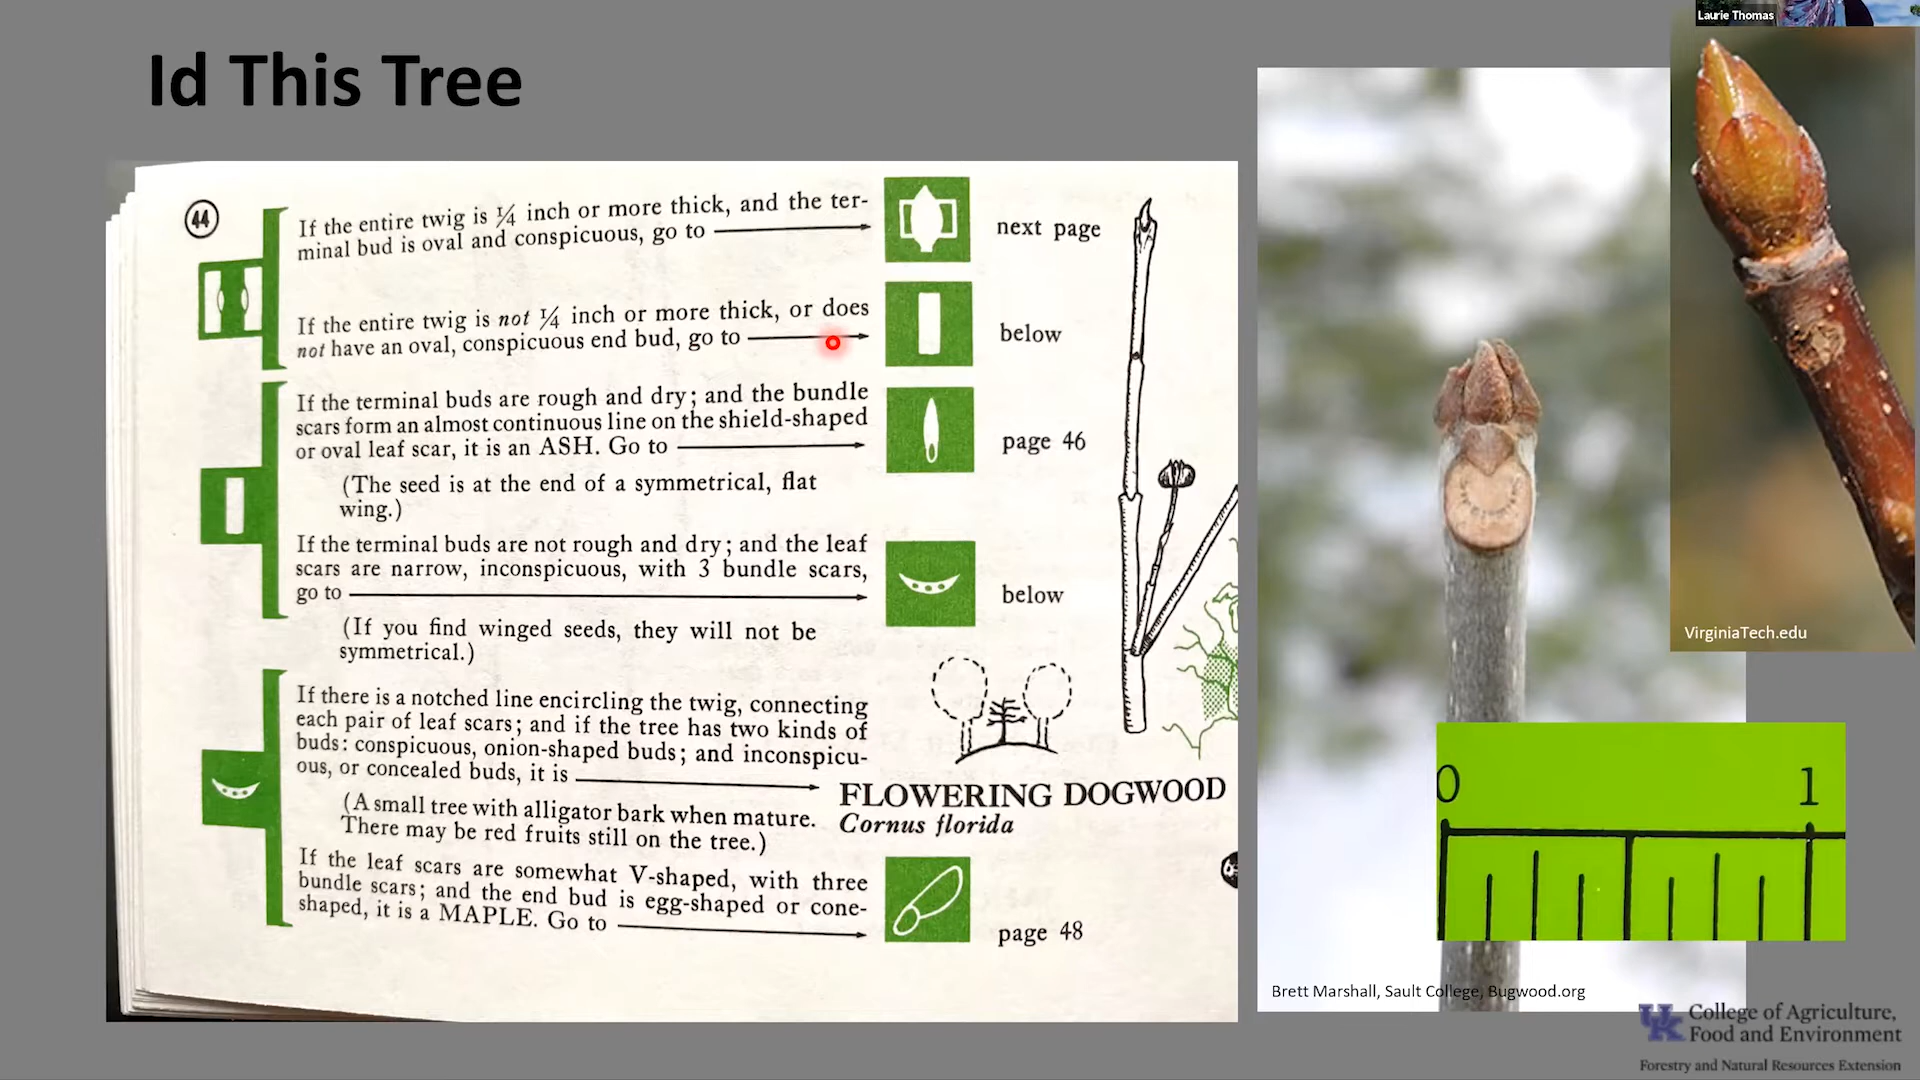 Laurie Thomas
Id This Tree
44
If the entire twig is ¼ inch or more thick, and the ter-
minal bud is oval and conspicuous, go to
next page
If the entire twig is not ¼ inch or more thick, or does
not have an oval, conspicuous end bud, go to
below
If the terminal buds are rough and dry; and the bundle
scars form an almost continuous line on the shield-shaped
or oval leaf scar, it is an ASH. Go to
page 46
(The seed is at the end of a symmetrical, flat
wing.)
If the terminal buds are not rough and dry; and the leaf
scars are narrow, inconspicuous, with 3 bundle scars,
go to
below
(If you find winged seeds, they will not be
symmetrical.)
If there is a notched line encircling the twig, connecting
each pair of leaf scars; and if the tree has two kinds of
buds: conspicuous, onion-shaped buds; and inconspicu-
ous, or concealed buds, it is
FLOWERING DOGWOOD
Cornus florida
(A small tree with alligator bark when mature.
There may be red fruits still on the tree.)
If the leaf scars are somewhat V-shaped, with three
bundle scars; and the end bud is egg-shaped or cone-
shaped, it is a MAPLE. Go to
page 48
VirginiaTech.edu
0 1
Brett Marshall, Sault College, Bugwood.org
UK College of Agriculture,
Food and Environment
Forestry and Natural Resources Extension